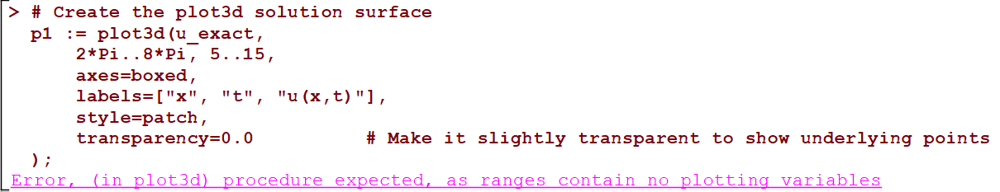 > # Create the plot3d solution surface
p1 := plot3d(u_exact,
2*Pi..8*Pi, 5..15,
axes=boxed,
labels=["x", "t", "u(x,t)"],
style=patch,
transparency=0.0 # Make it slightly transparent to show underlying points
);
Error, (in plot3d) procedure expected, as ranges contain no plotting variables